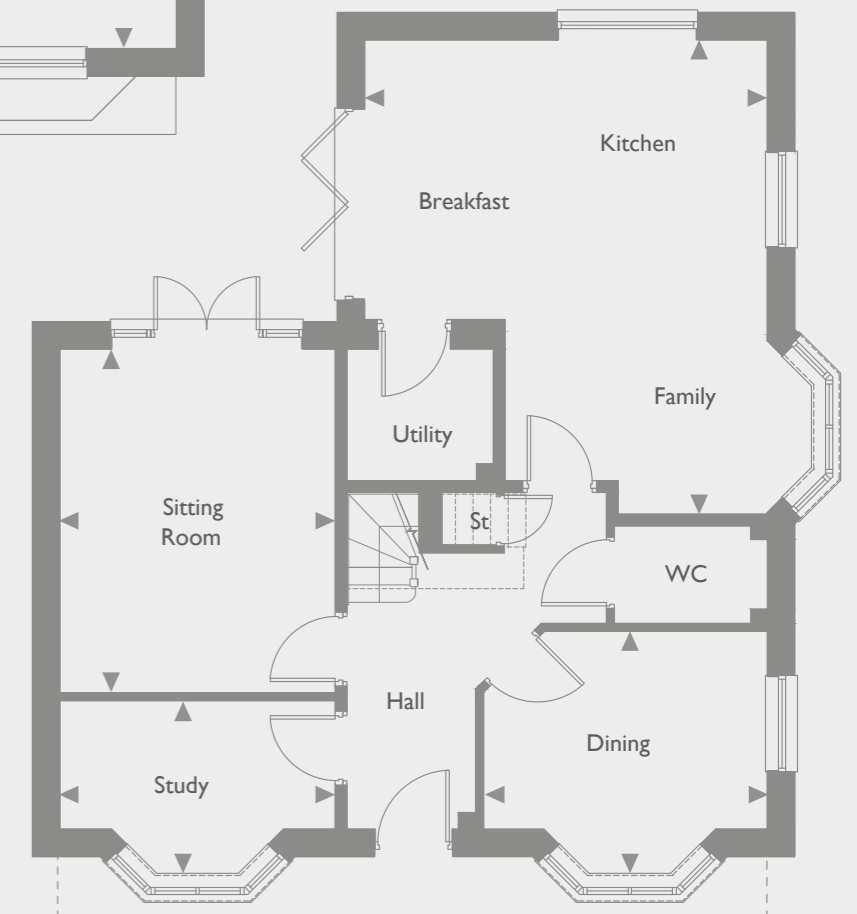 Kitchen
Breakfast
Family
Utility
Sitting
Room
St
WC
Hall
Dining
Study